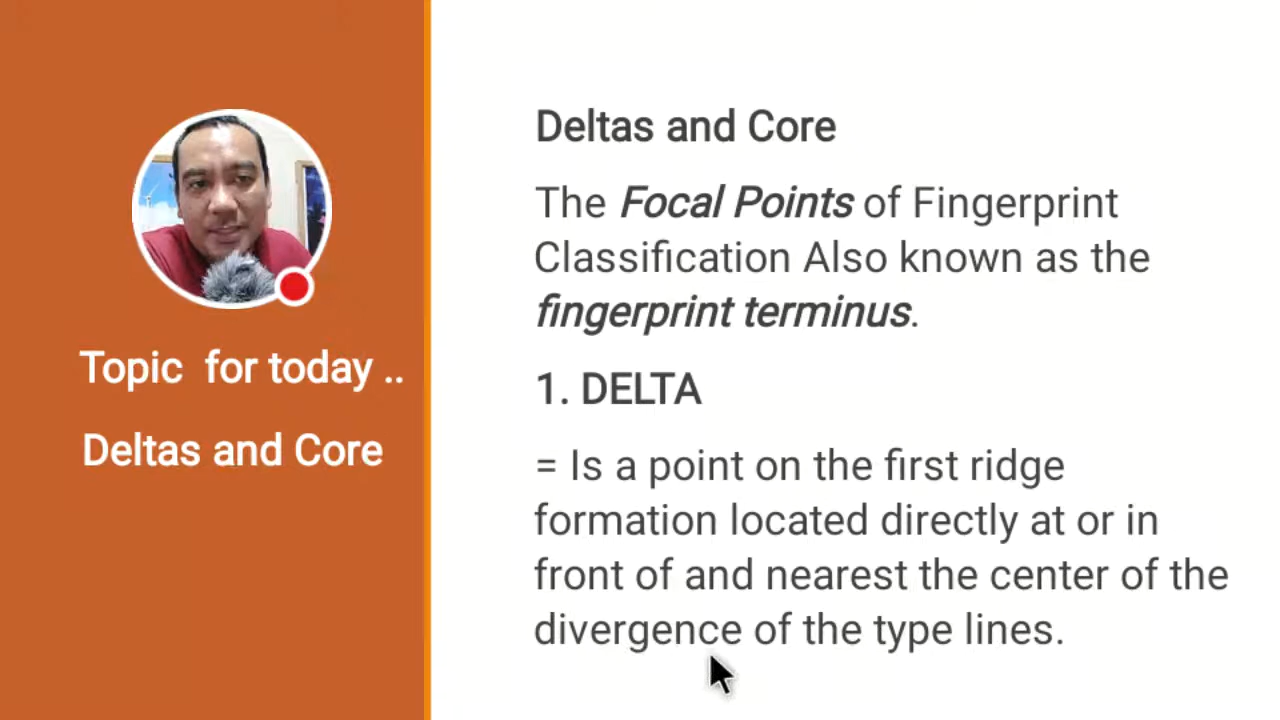 Topic for today ..
Deltas and Core
Deltas and Core
The Focal Points of Fingerprint
Classification Also known as the
fingerprint terminus.
1. DELTA
= Is a point on the first ridge
formation located directly at or in
front of and nearest the center of the
divergence of the type lines.